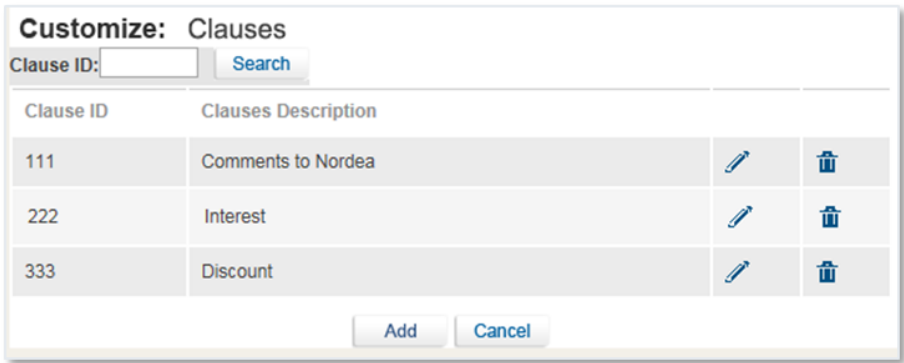 Customize: Clauses
Clause ID: Search
Clause ID Clauses Description
111 Comments to Nordea
222 Interest
333 Discount
Add Cancel